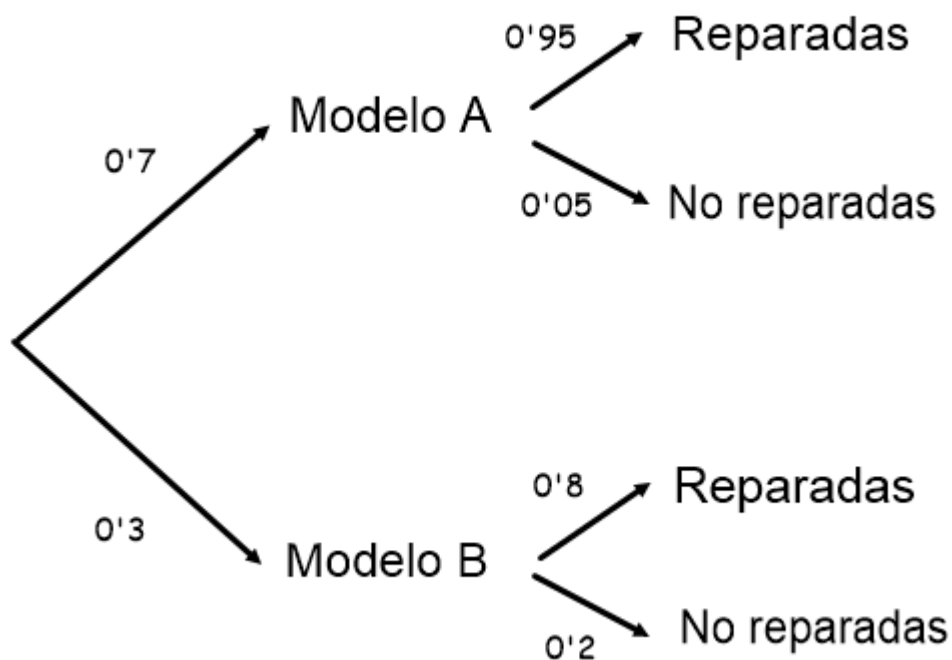 0'95
Reparadas
Modelo A
0'7
0'05
No reparadas
0'8
Reparadas
0'3
Modelo B
0'2
No reparadas